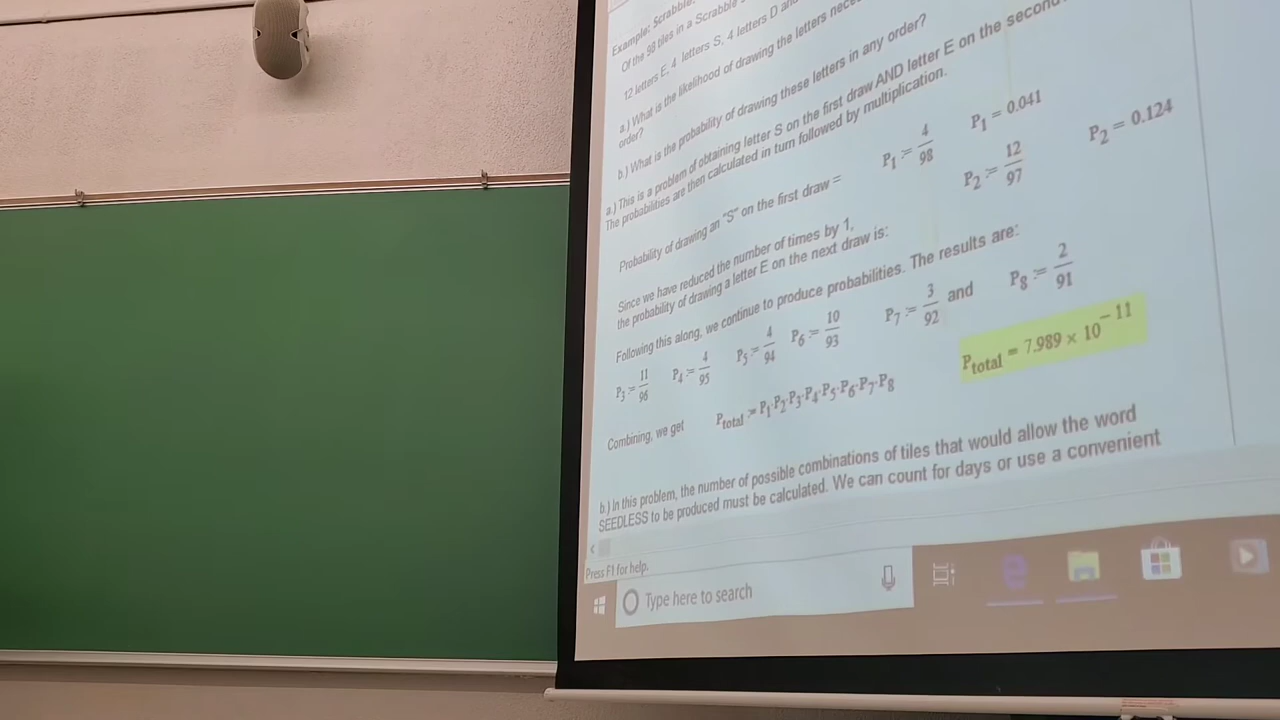 Example: Scrabble.
Of the 98 tiles in a Scrabble
12 letters E, 4 letters S, 4 letters D and
a.) What is the likelihood of drawing the letters
order?
b.) What is the probability of drawing these letters in any order?
a.) This is a problem of obtaining letter S on the first draw AND letter E on the second
The probabilities are then calculated in turn followed by multiplication.
Probability of drawing an "S" on the first draw = P1 := 4/98 P1 = 0.041
Since we have reduced the number of times by 1,
the probability of drawing a letter E on the next draw is: P2 := 12/97 P2 = 0.124
Following this along, we continue to produce probabilities. The results are:
P3 := 11/96 P4 := 4/95 P5 := 4/94 P6 := 10/93 P7 := 3/92 and P8 := 2/91
Combining, we get Ptotal := P1·P2·P3·P4·P5·P6·P7·P8 Ptotal = 7.989 × 10^-11
b.) In this problem, the number of possible combinations of tiles that would allow the word
SEEDLESS to be produced must be calculated. We can count for days or use a convenient
Press F1 for help.
Type here to search